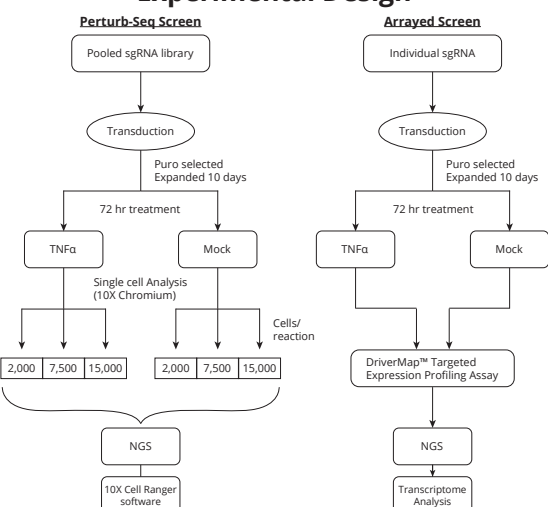 Experimental Design
Perturb-Seq Screen
Pooled sgRNA library
Transduction
Puro selected
Expanded 10 days
72 hr treatment
TNFα
Mock
Single cell Analysis
(10X Chromium)
Cells/
reaction
2,000 7,500 15,000
2,000 7,500 15,000
NGS
10X Cell Ranger
software
Arrayed Screen
Individual sgRNA
Transduction
Puro selected
Expanded 10 days
72 hr treatment
TNFα
Mock
DriverMap™ Targeted
Expression Profiling Assay
NGS
Transcriptome
Analysis